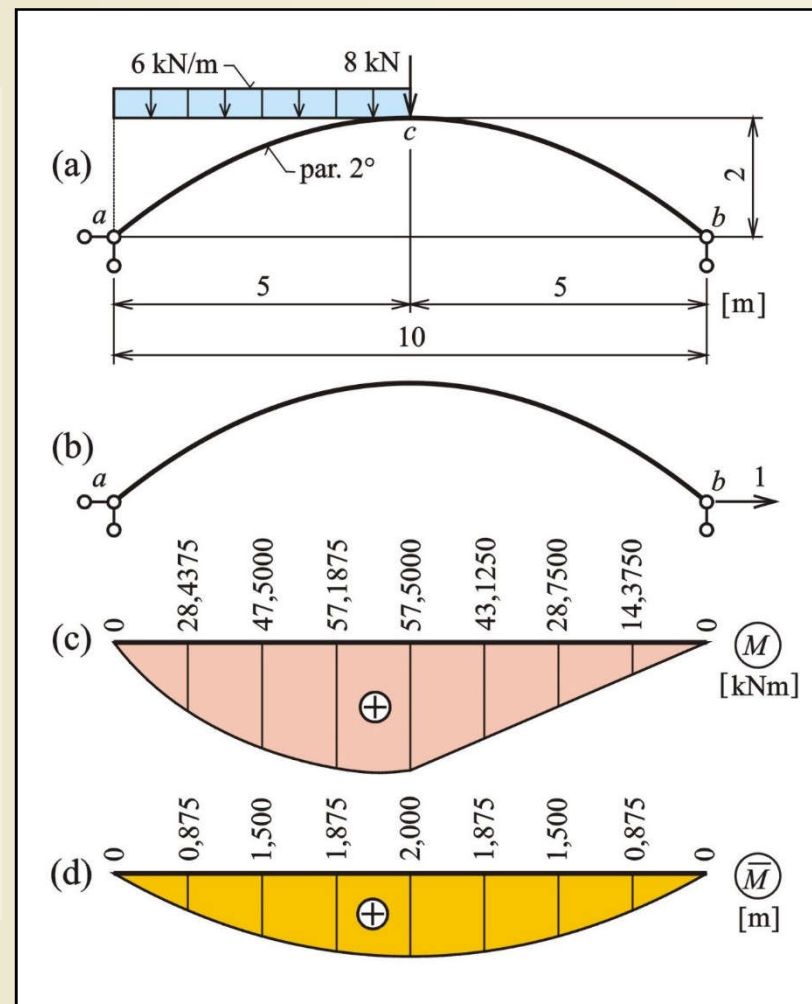 6 kN/m
8 kN
c
(a)
par. 2°
2
a
b
5
5
[m]
10
(b)
a
b
1
0
28,4375
47,5000
57,1875
57,5000
43,1250
28,7500
14,3750
0
(c)
M
[kNm]
+
0
0,875
1,500
1,875
2,000
1,875
1,500
0,875
0
(d)
M̅
[m]
+